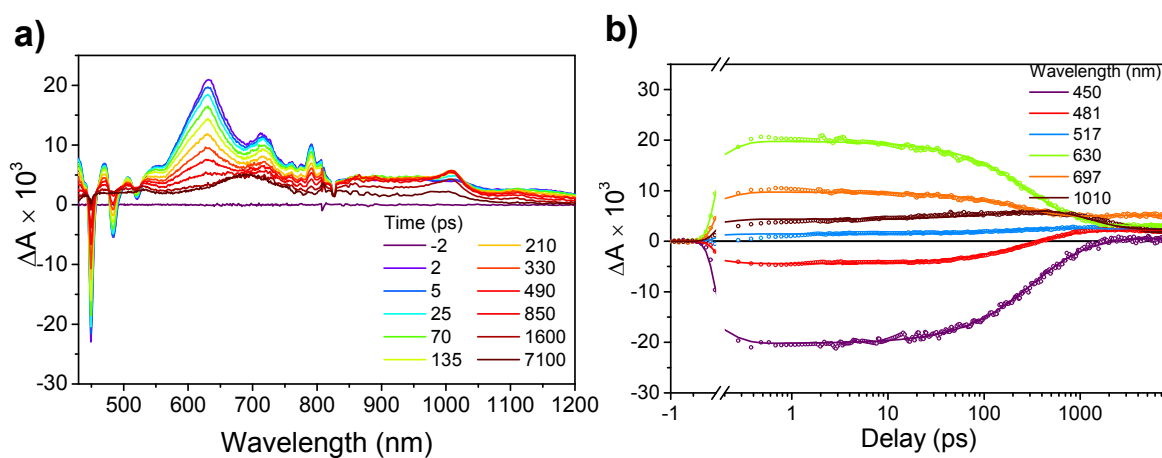 a)
b)
20
10
0
-10
-20
-30
ΔA × 10³
500 600 700 800 900 1000 1100 1200
Wavelength (nm)
Time (ps)
-2 210
2 330
5 490
25 850
70 1600
135 7100
30
20
10
0
-10
-20
-30
ΔA × 10³
-1 1 10 100 1000
Delay (ps)
Wavelength (nm)
450
481
517
630
697
1010